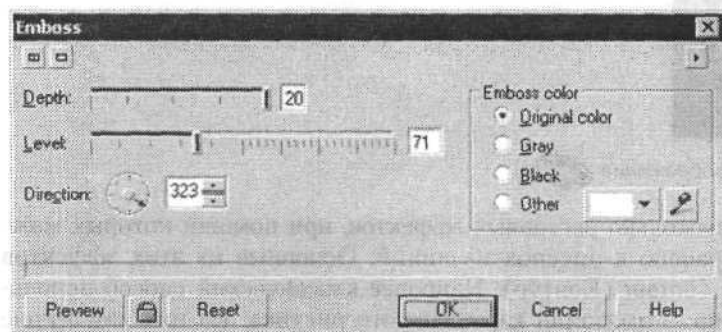 Emboss
Depth: 20
Level: 71
Direction: 323
Emboss color
Original color
Gray
Black
Other
Preview Reset OK Cancel Help